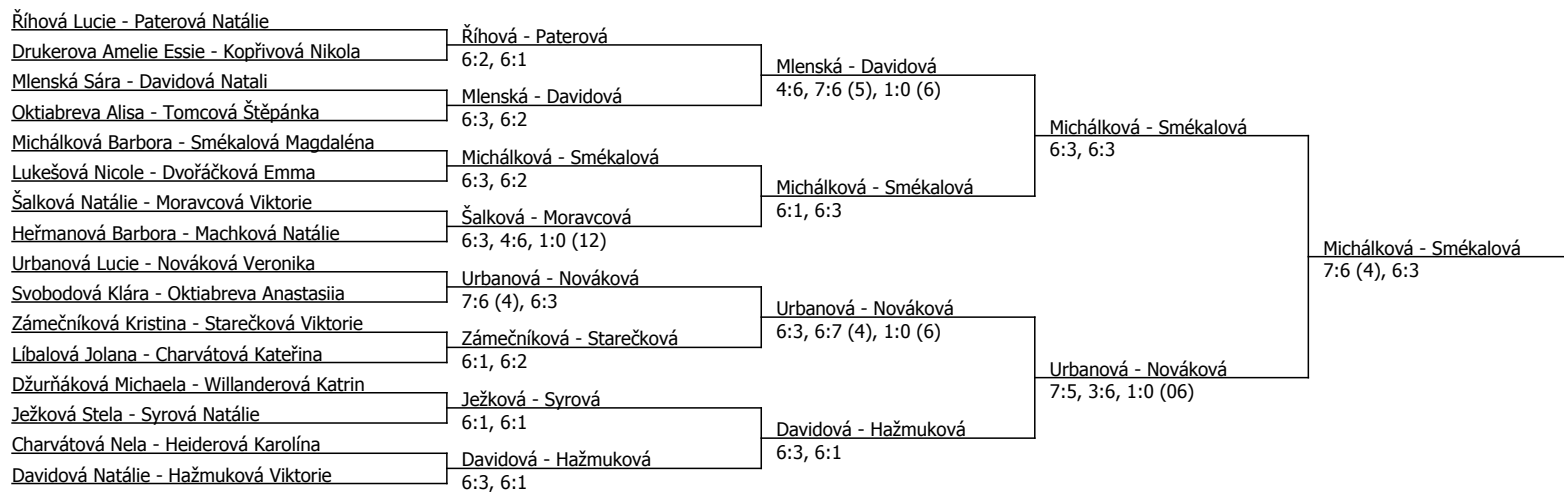 Říhová Lucie - Paterová Natálie
Drukerova Amelie Essie - Kopřivová Nikola
Mlenská Sára - Davidová Natali
Oktiabreva Alisa - Tomcová Štěpánka
Michálková Barbora - Smékalová Magdaléna
Lukešová Nicole - Dvořáčková Emma
Šalková Natálie - Moravcová Viktorie
Heřmanová Barbora - Machková Natálie
Urbanová Lucie - Nováková Veronika
Svobodová Klára - Oktiabreva Anastasiia
Zámečníková Kristina - Starečková Viktorie
Líbalová Jolana - Charvátová Kateřina
Džurňáková Michaela - Willanderová Katrin
Ježková Stela - Syrová Natálie
Charvátová Nela - Heiderová Karolína
Davidová Natálie - Hažmuková Viktorie
Říhová - Paterová
6:2, 6:1
Mlenská - Davidová
6:3, 6:2
Michálková - Smékalová
6:3, 6:2
Šalková - Moravcová
6:3, 4:6, 1:0 (12)
Urbanová - Nováková
7:6 (4), 6:3
Zámečníková - Starečková
6:1, 6:2
Ježková - Syrová
6:1, 6:1
Davidová - Hažmuková
6:3, 6:1
Mlenská - Davidová
4:6, 7:6 (5), 1:0 (6)
Michálková - Smékalová
6:1, 6:3
Urbanová - Nováková
6:3, 6:7 (4), 1:0 (6)
Davidová - Hažmuková
6:3, 6:1
Michálková - Smékalová
6:3, 6:3
Urbanová - Nováková
7:5, 3:6, 1:0 (06)
Michálková - Smékalová
7:6 (4), 6:3